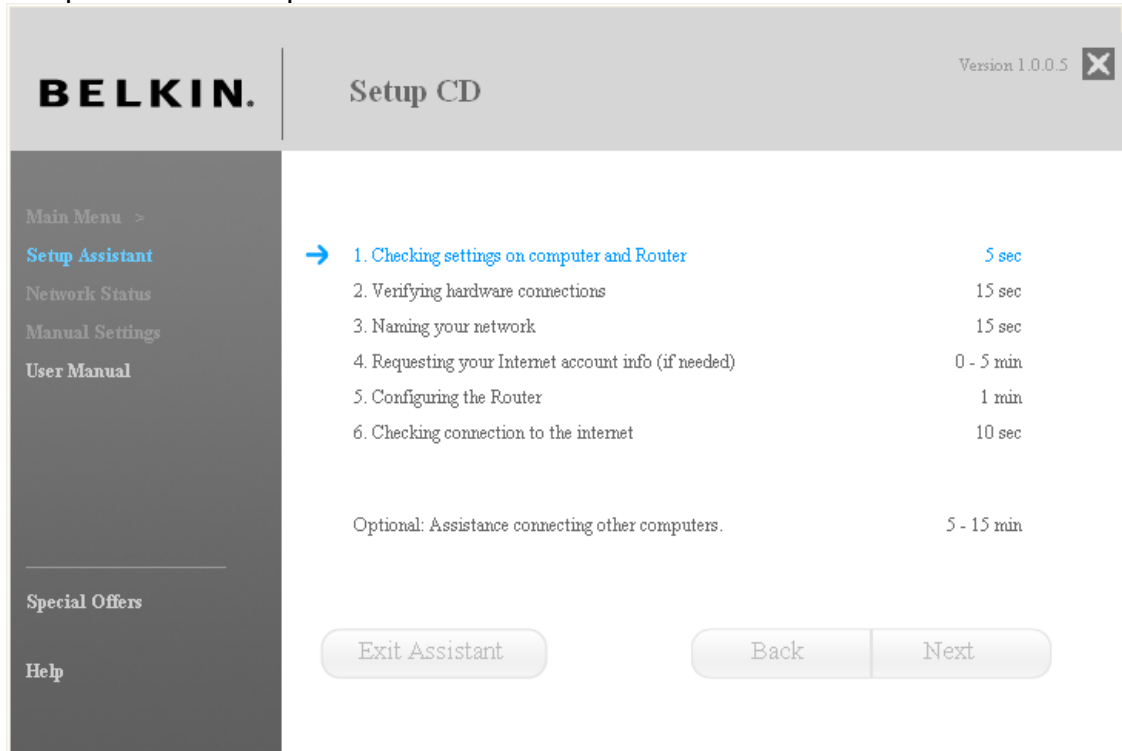 BELKIN.
Setup CD
Version 1.0.0.5
Main Menu >
Setup Assistant
Network Status
Manual Settings
User Manual
Special Offers
Help
1. Checking settings on computer and Router 5 sec
2. Verifying hardware connections 15 sec
3. Naming your network 15 sec
4. Requesting your Internet account info (if needed) 0 - 5 min
5. Configuring the Router 1 min
6. Checking connection to the internet 10 sec
Optional: Assistance connecting other computers. 5 - 15 min
Exit Assistant
Back
Next